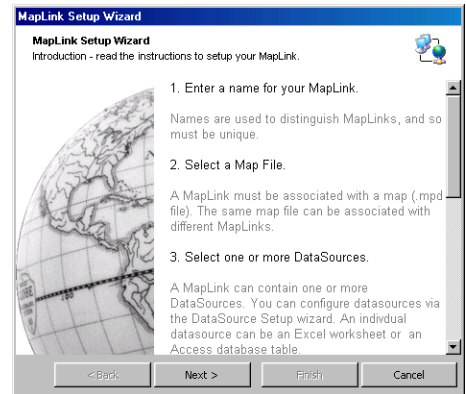 MapLink Setup Wizard
MapLink Setup Wizard
Introduction - read the instructions to setup your MapLink.
1. Enter a name for your MapLink.
Names are used to distinguish MapLinks, and so
must be unique.
2. Select a Map File.
A MapLink must be associated with a map (.mpd
file). The same map file can be associated with
different MapLinks.
3. Select one or more DataSources.
A MapLink can contain one or more
DataSources. You can configure datasources via
the DataSource Setup wizard. An indivdual
datasource can be an Excel worksheet or an
Access database table.
100
< Back
Next >
Finish
Cancel